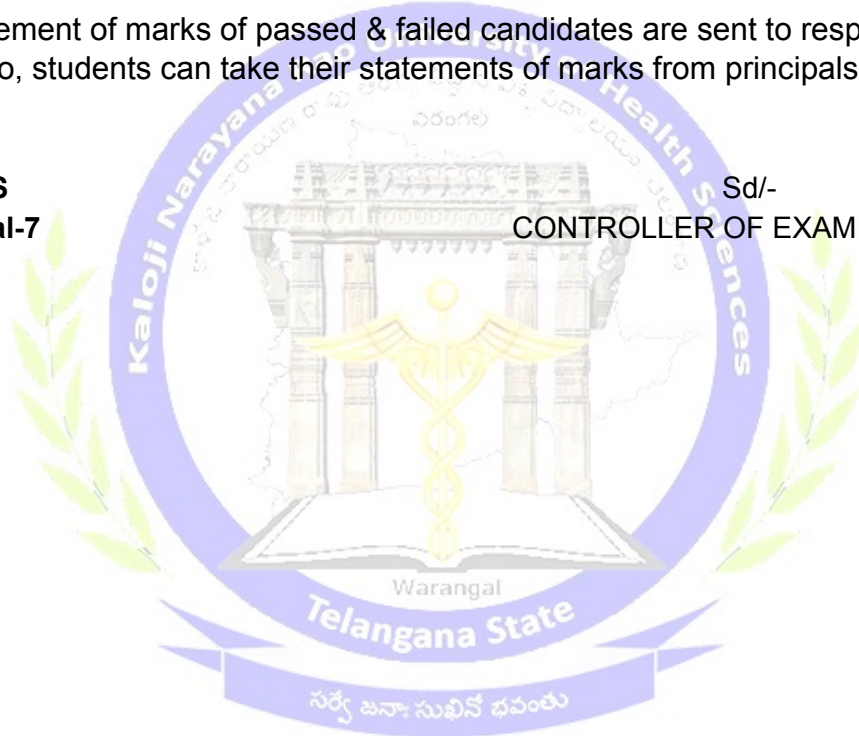 ement of marks of passed & failed candidates are sent to resp
o, students can take their statements of marks from principals
S
Sd/-
al-7
CONTROLLER OF EXAM
Kaloji Narayana Rao University of Health Sciences
వరంగల్
Warangal
Telangana State
సర్వే జనాః సుఖినో భవంతు